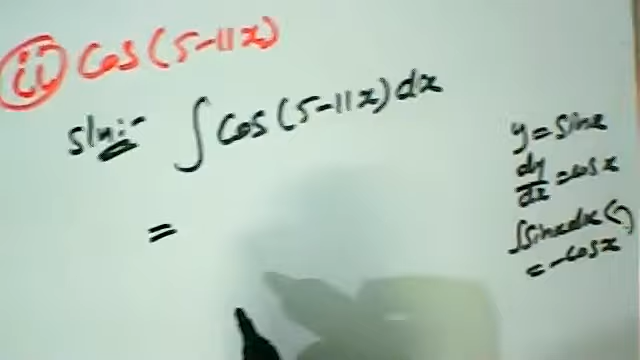 (ii) Cos (5-11x)
Sln:- ∫ Cos (5-11x) dx
=
y = Sinx
dy/dx = cos x
∫Sinx dx
= -cos x